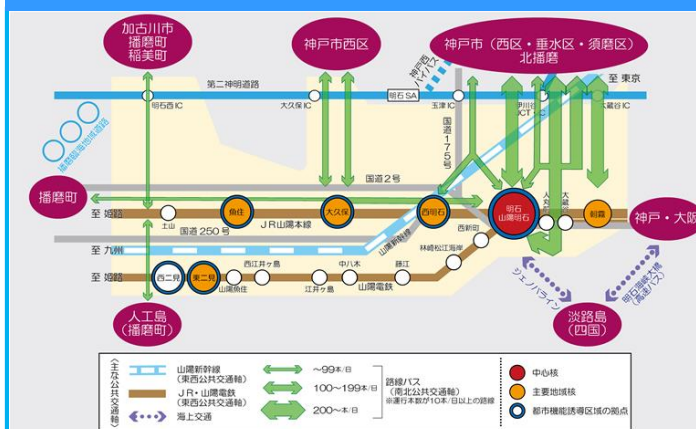 加古川市
播磨町
稲美町
神戸市西区
神戸市（西区・垂水区・須磨区）
北播磨
神戸西
バイパス
至 東京
第二神明道路
明石西IC
大久保IC
明石 SA
玉津IC
伊川谷
JCT・IC
大蔵谷IC
播磨臨海地域道路
国道175号
国道2号
播磨町
至 姫路
土山
魚住
大久保
西明石
明石
山陽明石
人丸前
大蔵谷
朝霧
神戸・大阪
JR山陽本線
国道250号
西新町
至 九州
山陽新幹線
林崎松江海岸
至 姫路
西二見
東二見
山陽魚住
西江井ヶ島
江井ヶ島
中八木
藤江
山陽電鉄
ジェノバライン
明石海峡大橋
（高速バス）
人工島
（播磨町）
淡路島
（四国）
〈主な公共交通軸〉
山陽新幹線
（東西公共交通軸）
JR・山陽電鉄
（東西公共交通軸）
海上交通
～99本/日
100～199本/日
200～本/日
路線バス
（南北公共交通軸）
※運行本数が10本/日以上の路線
中心核
主要地域核
都市機能誘導区域の拠点